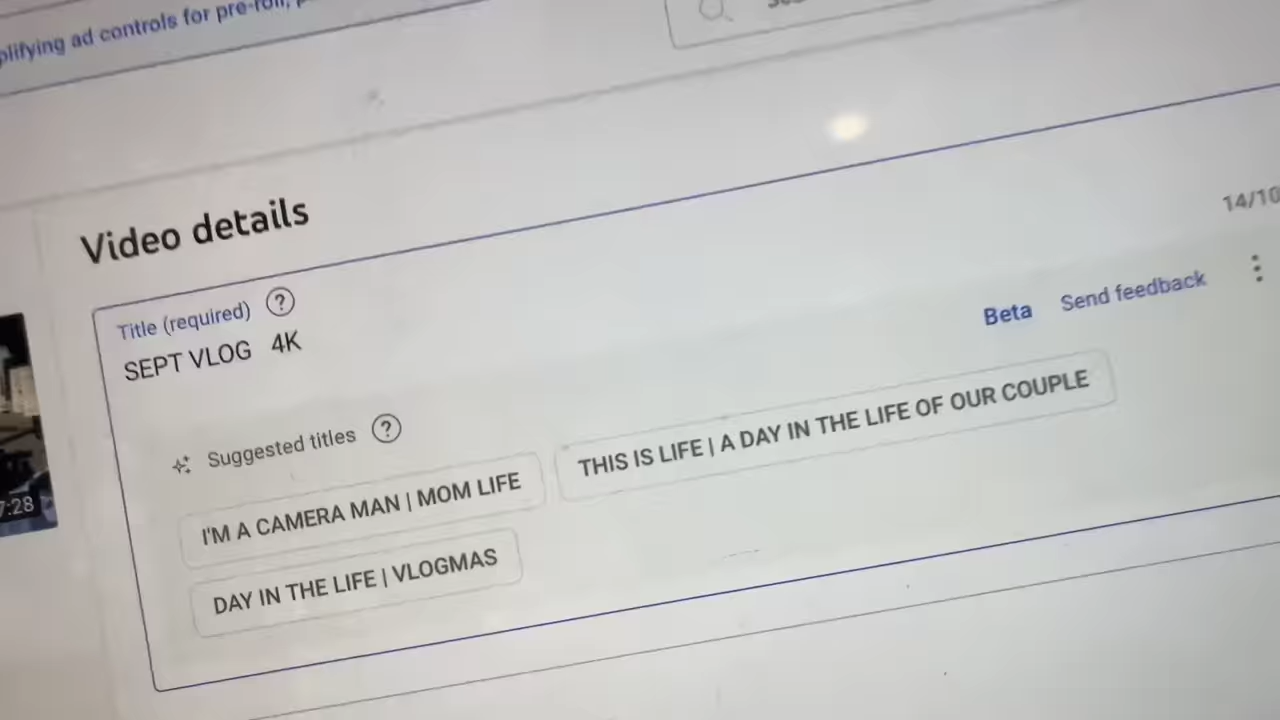 ad controls for pre-roll,
Video details
14/10
Title (required)
SEPT VLOG 4K
Beta Send feedback
Suggested titles
I'M A CAMERA MAN | MOM LIFE
THIS IS LIFE | A DAY IN THE LIFE OF OUR COUPLE
DAY IN THE LIFE | VLOGMAS
7:28